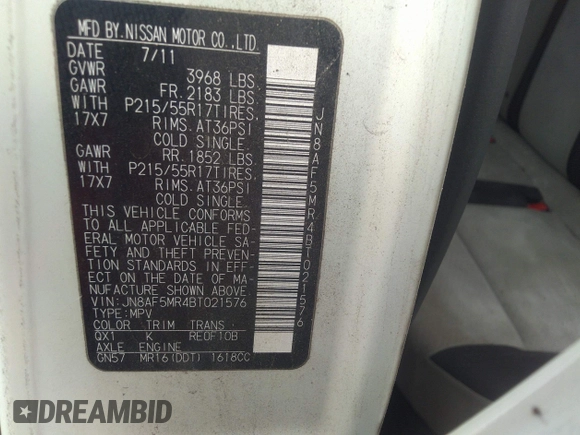 MFD.BY.NISSAN MOTOR CO.,LTD.
DATE 7/11
GVWR 3968 LBS.
GAWR FR.2183 LBS.
WITH P215/55R17TIRES,
17X7 RIMS.AT36PSI
COLD SINGLE.
GAWR RR.1852 LBS.
WITH P215/55R17TIRES,
17X7 RIMS.AT36PSI
COLD SINGLE.
THIS VEHICLE CONFORMS
TO ALL APPLICABLE FED-
ERAL MOTOR VEHICLE SA-
FETY AND THEFT PREVEN-
TION STANDARDS IN EFF-
ECT ON THE DATE OF MA-
NUFACTURE SHOWN ABOVE.
VIN:JN8AF5MR4BT021576
TYPE:MPV
COLOR TRIM TRANS
QX1 K RE0F10B
AXLE ENGINE
GN57 MR16(DDT) 1618CC
JN8AF5MR4BT021576
DREAMBID